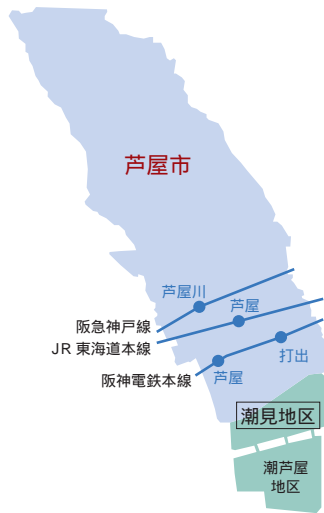 芦屋市
芦屋川
芦屋
阪急神戸線
JR 東海道本線
打出
阪神電鉄本線
芦屋
潮見地区
潮芦屋
地区